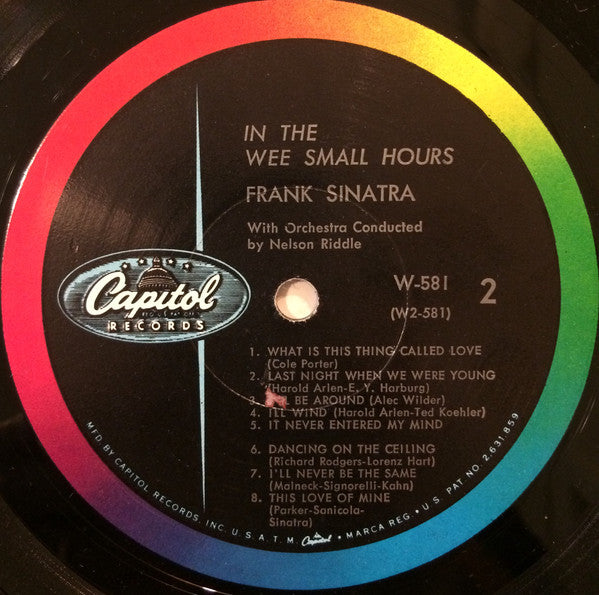 IN THE
WEE SMALL HOURS
FRANK SINATRA
With Orchestra Conducted
by Nelson Riddle
W-581 2
(W2-581)
Capitol
RECORDS
1. WHAT IS THIS THING CALLED LOVE
(Cole Porter)
2. LAST NIGHT WHEN WE WERE YOUNG
(Harold Arlen-E. Y. Harburg)
3. BE AROUND (Alec Wilder)
4. ILL WIND (Harold Arlen-Ted Koehler)
5. IT NEVER ENTERED MY MIND
6. DANCING ON THE CEILING
(Richard Rodgers-Lorenz Hart)
7. I'LL NEVER BE THE SAME
(Malneck-Signorelli-Kahn)
8. THIS LOVE OF MINE
(Parker-Sanicola-
Sinatra)
MFD. BY CAPITOL RECORDS, INC. U. S. A. T. M. Capitol • MARCA REG. • U. S. PAT. NO. 2,631,859